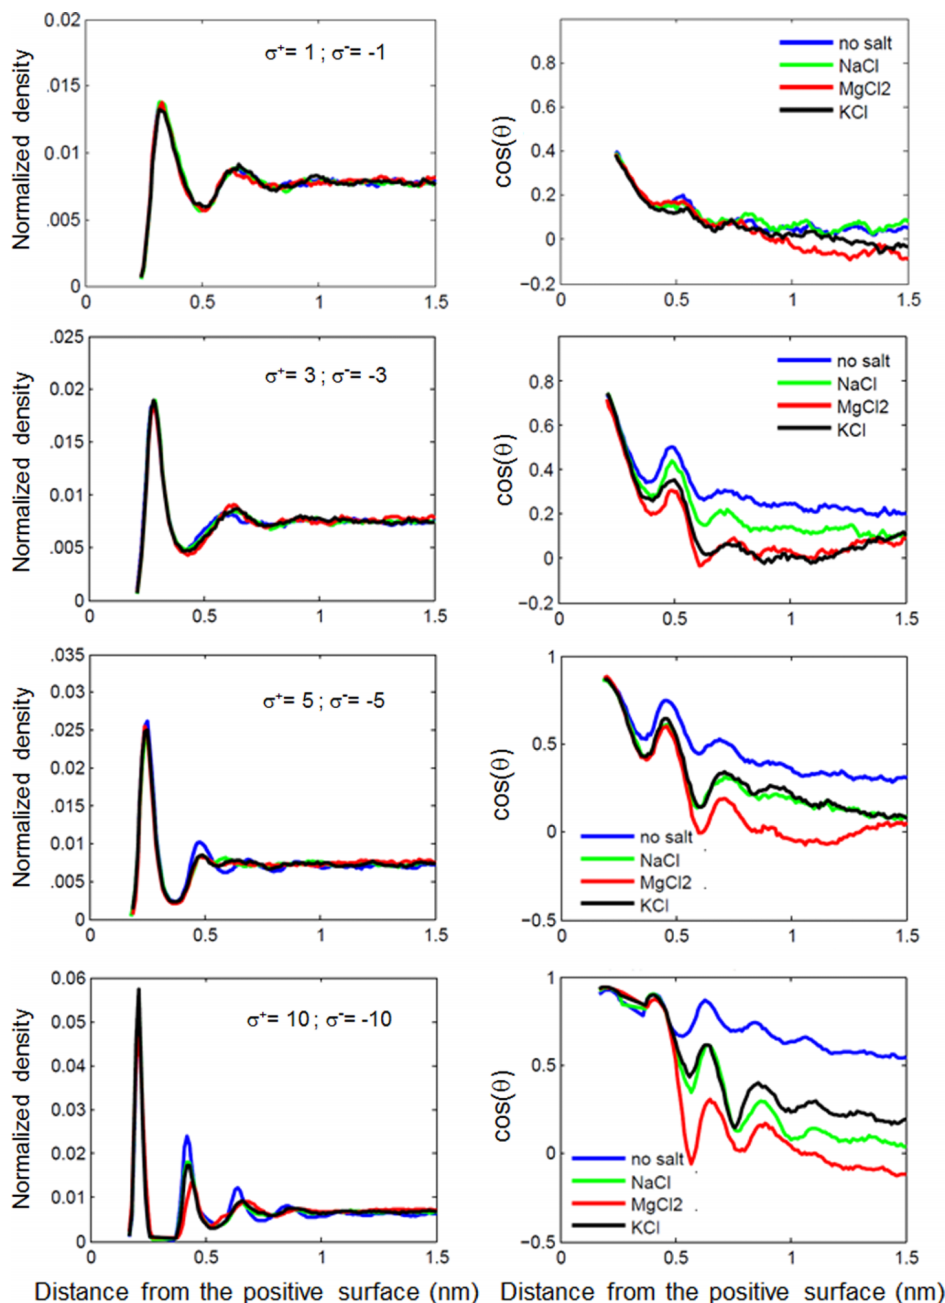 Normalized density
0.02
.015
0.01
.005
0
0
0.5
1
1.5
σ+= 1 ; σ-= -1
cos(θ)
0.8
0.6
0.4
0.2
0
−0.2
0
0.5
1
1.5
no salt
NaCl
MgCl2
KCl
Normalized density
.025
0.02
.015
0.01
.005
0
0
0.5
1
1.5
σ+= 3 ; σ-= -3
cos(θ)
0.8
0.6
0.4
0.2
0
−0.2
0
0.5
1
1.5
no salt
NaCl
MgCl2
KCl
Normalized density
.035
0.03
.025
0.02
.015
0.01
.005
0
0
0.5
1
1.5
σ+= 5 ; σ-= -5
cos(θ)
1
0.5
0
−0.5
0
0.5
1
1.5
no salt
NaCl
MgCl2
KCl
Normalized density
0.06
0.05
0.04
0.03
0.02
0.01
0
0
0.5
1
1.5
σ+= 10 ; σ-= -10
cos(θ)
1
0.5
0
−0.5
0
0.5
1
1.5
no salt
NaCl
MgCl2
KCl
Distance from the positive surface (nm)
Distance from the positive surface (nm)